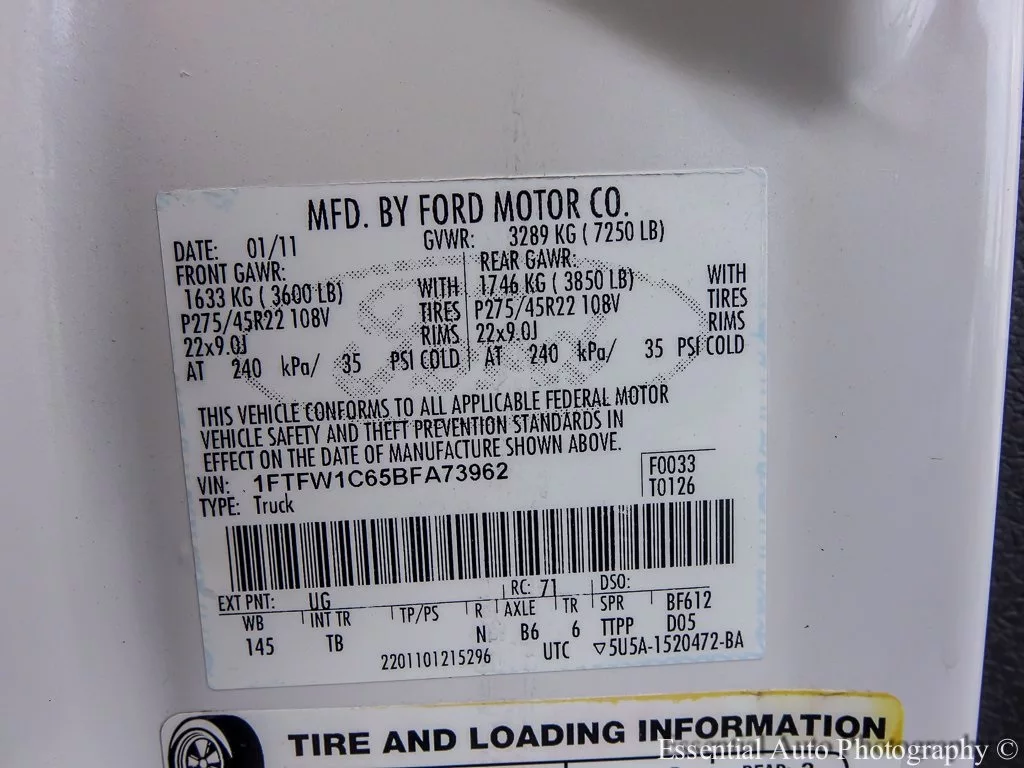 MFD. BY FORD MOTOR CO.
DATE: 01/11 GVWR: 3289 KG ( 7250 LB)
FRONT GAWR: REAR GAWR:
1633 KG ( 3600 LB) WITH 1746 KG ( 3850 LB) WITH
P275/45R22 108V TIRES P275/45R22 108V TIRES
22x9.0J RIMS 22x9.0J RIMS
AT 240 kPa/ 35 PSI COLD AT 240 kPa/ 35 PSI COLD
THIS VEHICLE CONFORMS TO ALL APPLICABLE FEDERAL MOTOR
VEHICLE SAFETY AND THEFT PREVENTION STANDARDS IN
EFFECT ON THE DATE OF MANUFACTURE SHOWN ABOVE.
VIN: 1FTFW1C65BFA73962 F0033
TYPE: Truck T0126
EXT PNT: UG RC: 71 DSO:
WB INT TR TP/PS R AXLE TR SPR BF612
145 TB N B6 6 TTPP D05
2201101215296 UTC ▽5U5A-1520472-BA
TIRE AND LOADING INFORMATION
Essential Auto Photography ©